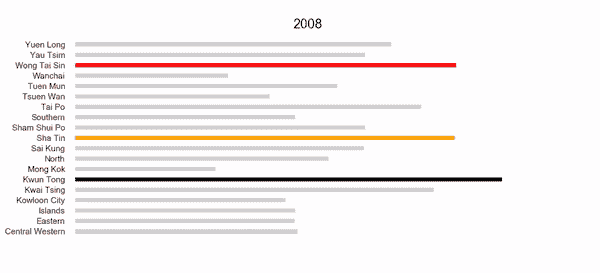 2008
Yuen Long
Yau Tsim
Wong Tai Sin
Wanchai
Tuen Mun
Tsuen Wan
Tai Po
Southern
Sham Shui Po
Sha Tin
Sai Kung
North
Mong Kok
Kwun Tong
Kwai Tsing
Kowloon City
Islands
Eastern
Central Western